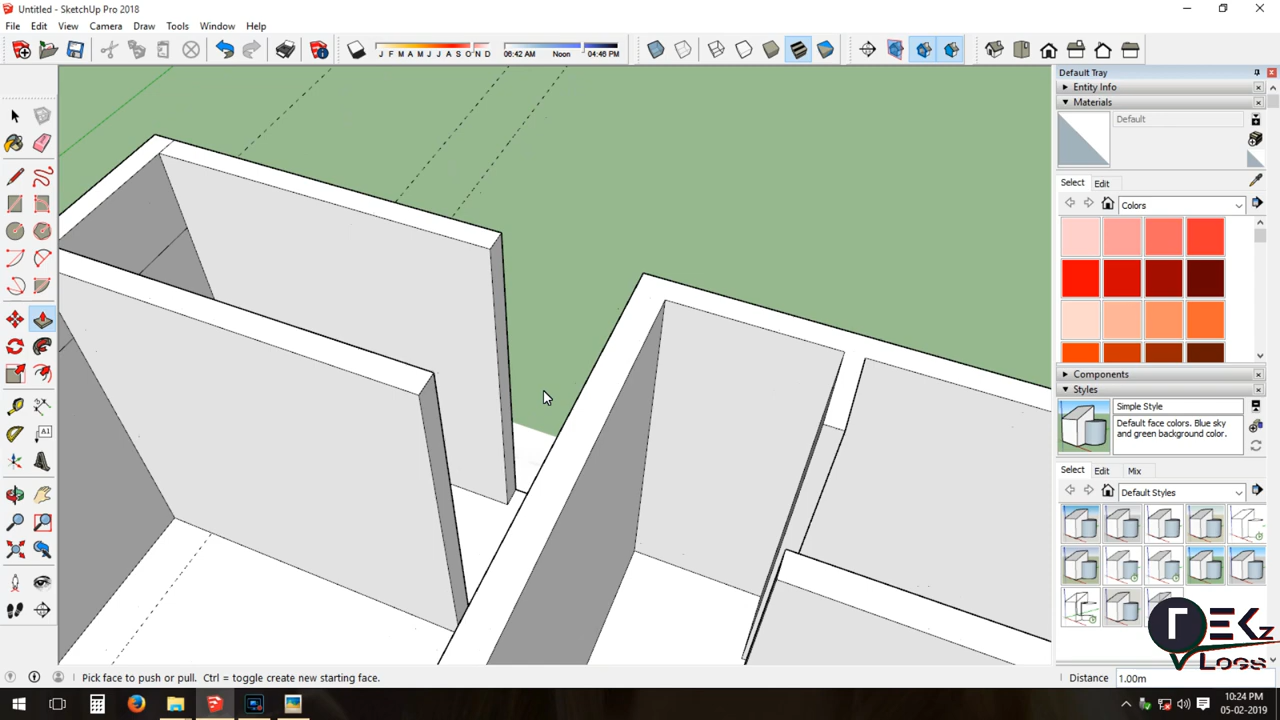 Untitled - SketchUp Pro 2018
File Edit View Camera Draw Tools Window Help
J F M A M J J A S O N D
06:42 AM Noon 04:46 PM
Default Tray
Entity Info
Materials
Default
Select Edit
Colors
Components
Styles
Simple Style
Default face colors. Blue sky and green background color.
Select Edit Mix
Default Styles
A1
TEKz
VLOGS
Pick face to push or pull. Ctrl = toggle create new starting face.
Distance 1.00m
10:24 PM
05-02-2019